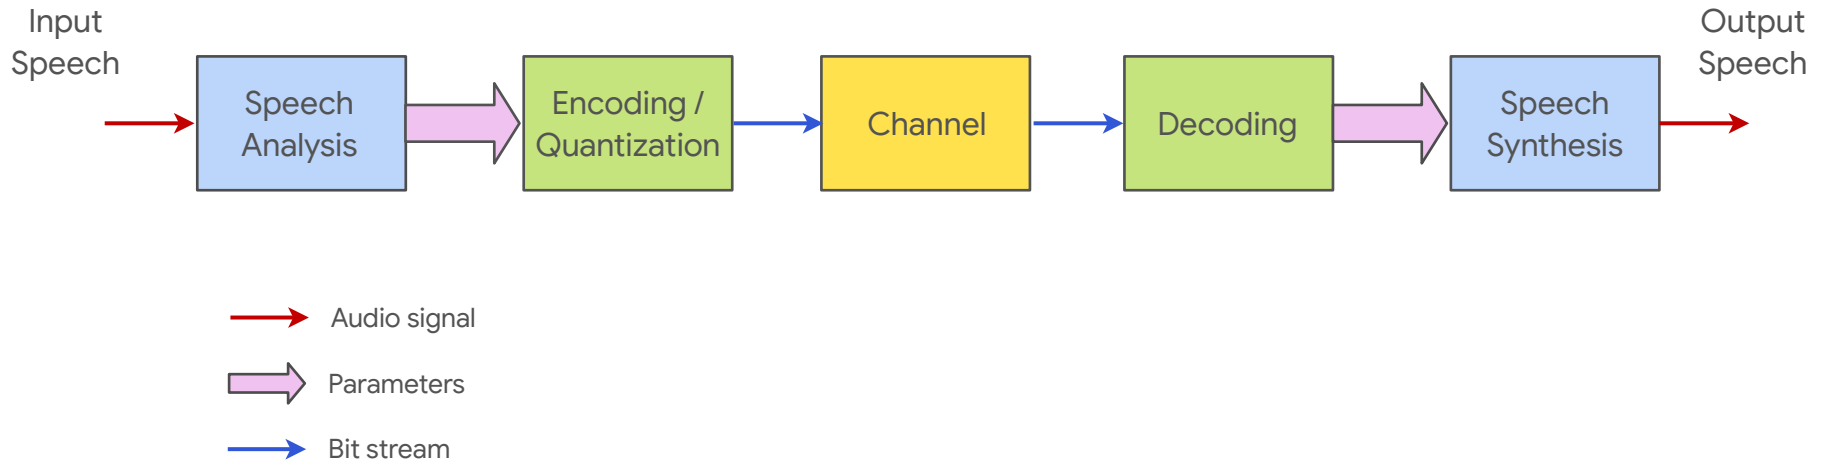 Input
Speech
Output
Speech
Speech
Analysis
Encoding /
Quantization
Channel
Decoding
Speech
Synthesis
Audio signal
Parameters
Bit stream